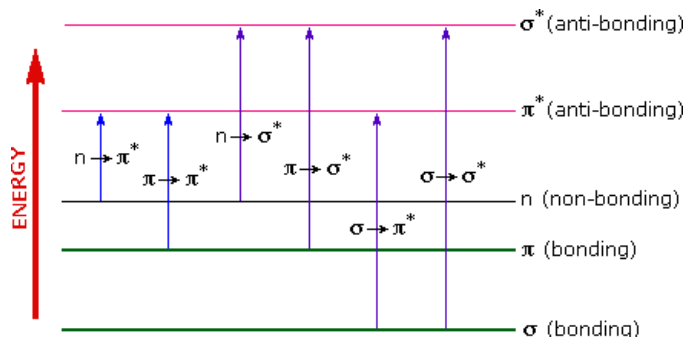 σ* (anti-bonding)
π* (anti-bonding)
n→σ*
n→π*
π→π*
π→σ*
σ→σ*
n (non-bonding)
σ→π*
π (bonding)
σ (bonding)
ENERGY